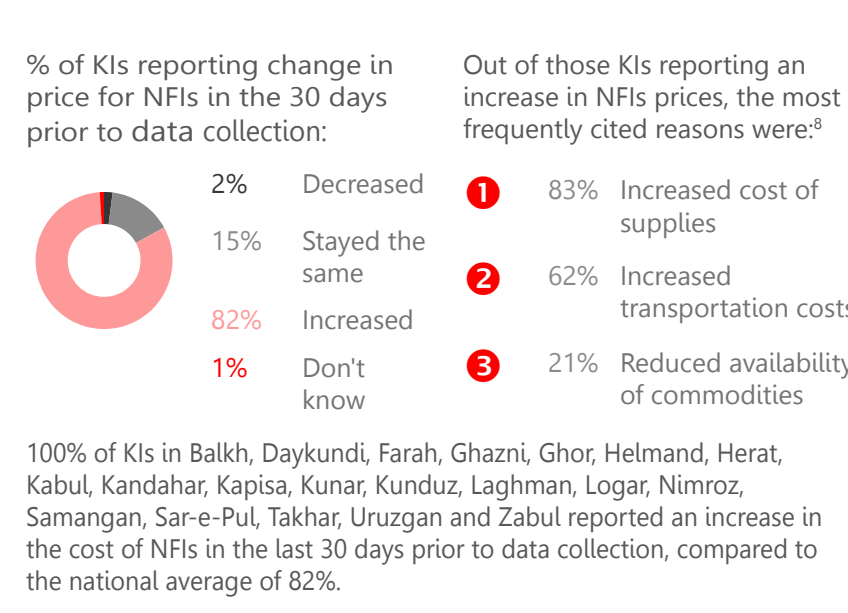 % of KIs reporting change in
price for NFIs in the 30 days
prior to data collection:
2% Decreased
15% Stayed the
same
82% Increased
1% Don't
know
Out of those KIs reporting an
increase in NFIs prices, the most
frequently cited reasons were:8
1 83% Increased cost of
supplies
2 62% Increased
transportation costs
3 21% Reduced availability
of commodities
100% of KIs in Balkh, Daykundi, Farah, Ghazni, Ghor, Helmand, Herat,
Kabul, Kandahar, Kapisa, Kunar, Kunduz, Laghman, Logar, Nimroz,
Samangan, Sar-e-Pul, Takhar, Uruzgan and Zabul reported an increase in
the cost of NFIs in the last 30 days prior to data collection, compared to
the national average of 82%.